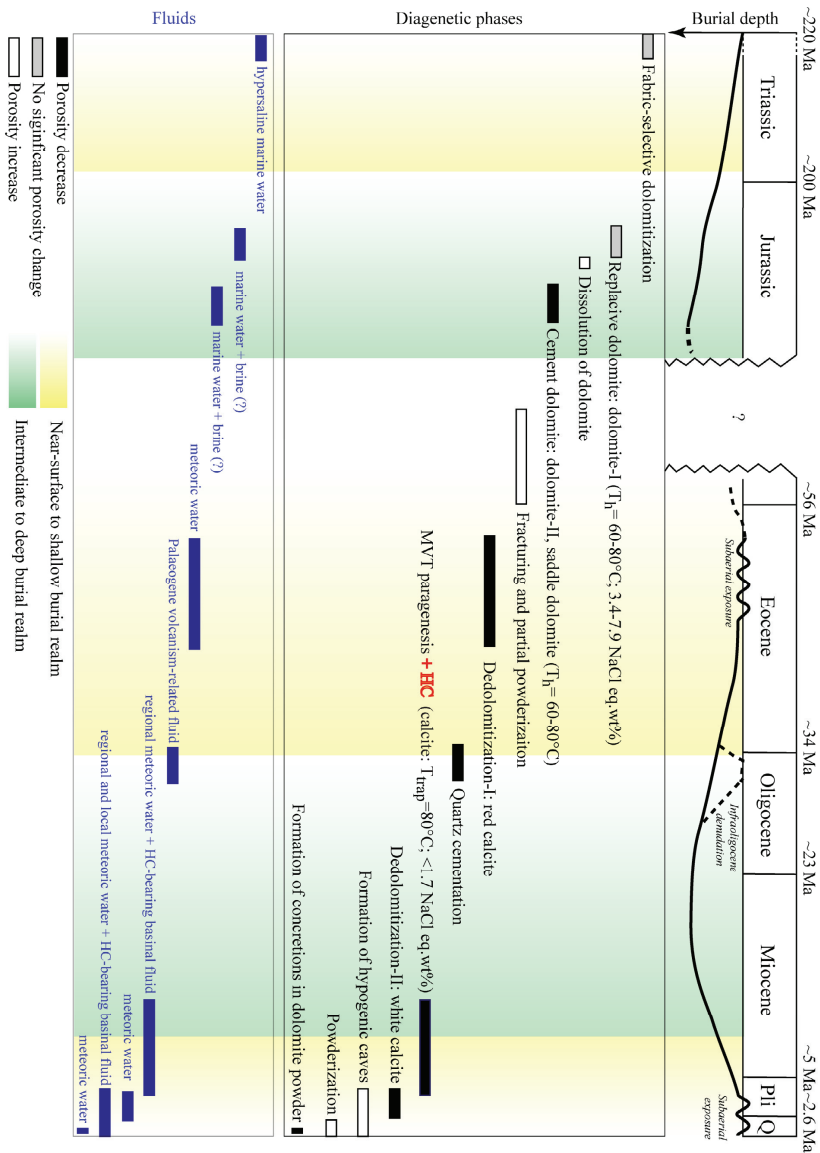 ~220 Ma
~200 Ma
~56 Ma
~34 Ma
~23 Ma
~5 Ma
~2.6 Ma
Triassic
Jurassic
?
Eocene
Oligocene
Miocene
Pli
Q
Burial depth
Subaerial exposure
Infraoligocene
denudation
Subaerial
exposure
Diagenetic phases
Fabric-selective dolomitization
Replacive dolomite: dolomite-I (Th= 60-80°C; 3.4-7.9 NaCl eq.wt%)
Dissolution of dolomite
Cement dolomite: dolomite-II, saddle dolomite (Th= 60-80°C)
Fracturing and partial powderizaiton
Dedolomitization-I: red calcite
Quartz cementation
MVT paragenesis + HC (calcite: Ttrap=80°C; <1.7 NaCl eq.wt%)
Dedolomitization-II: white calcite
Formation of hypogenic caves
Powderization
Formation of concretions in dolomite powder
Fluids
hypersaline marine water
marine water + brine (?)
marine water + brine (?)
meteoric water
Palaeogene volcanism-related fluid
regional meteoric water + HC-bearing basinal fluid
meteoric water
regional and local meteoric water + HC-bearing basinal fluid
meteoric water
Porosity decrease
No siginficant porosity change
Porosity increase
Near-surface to shallow burial realm
Intermediate to deep burial realm